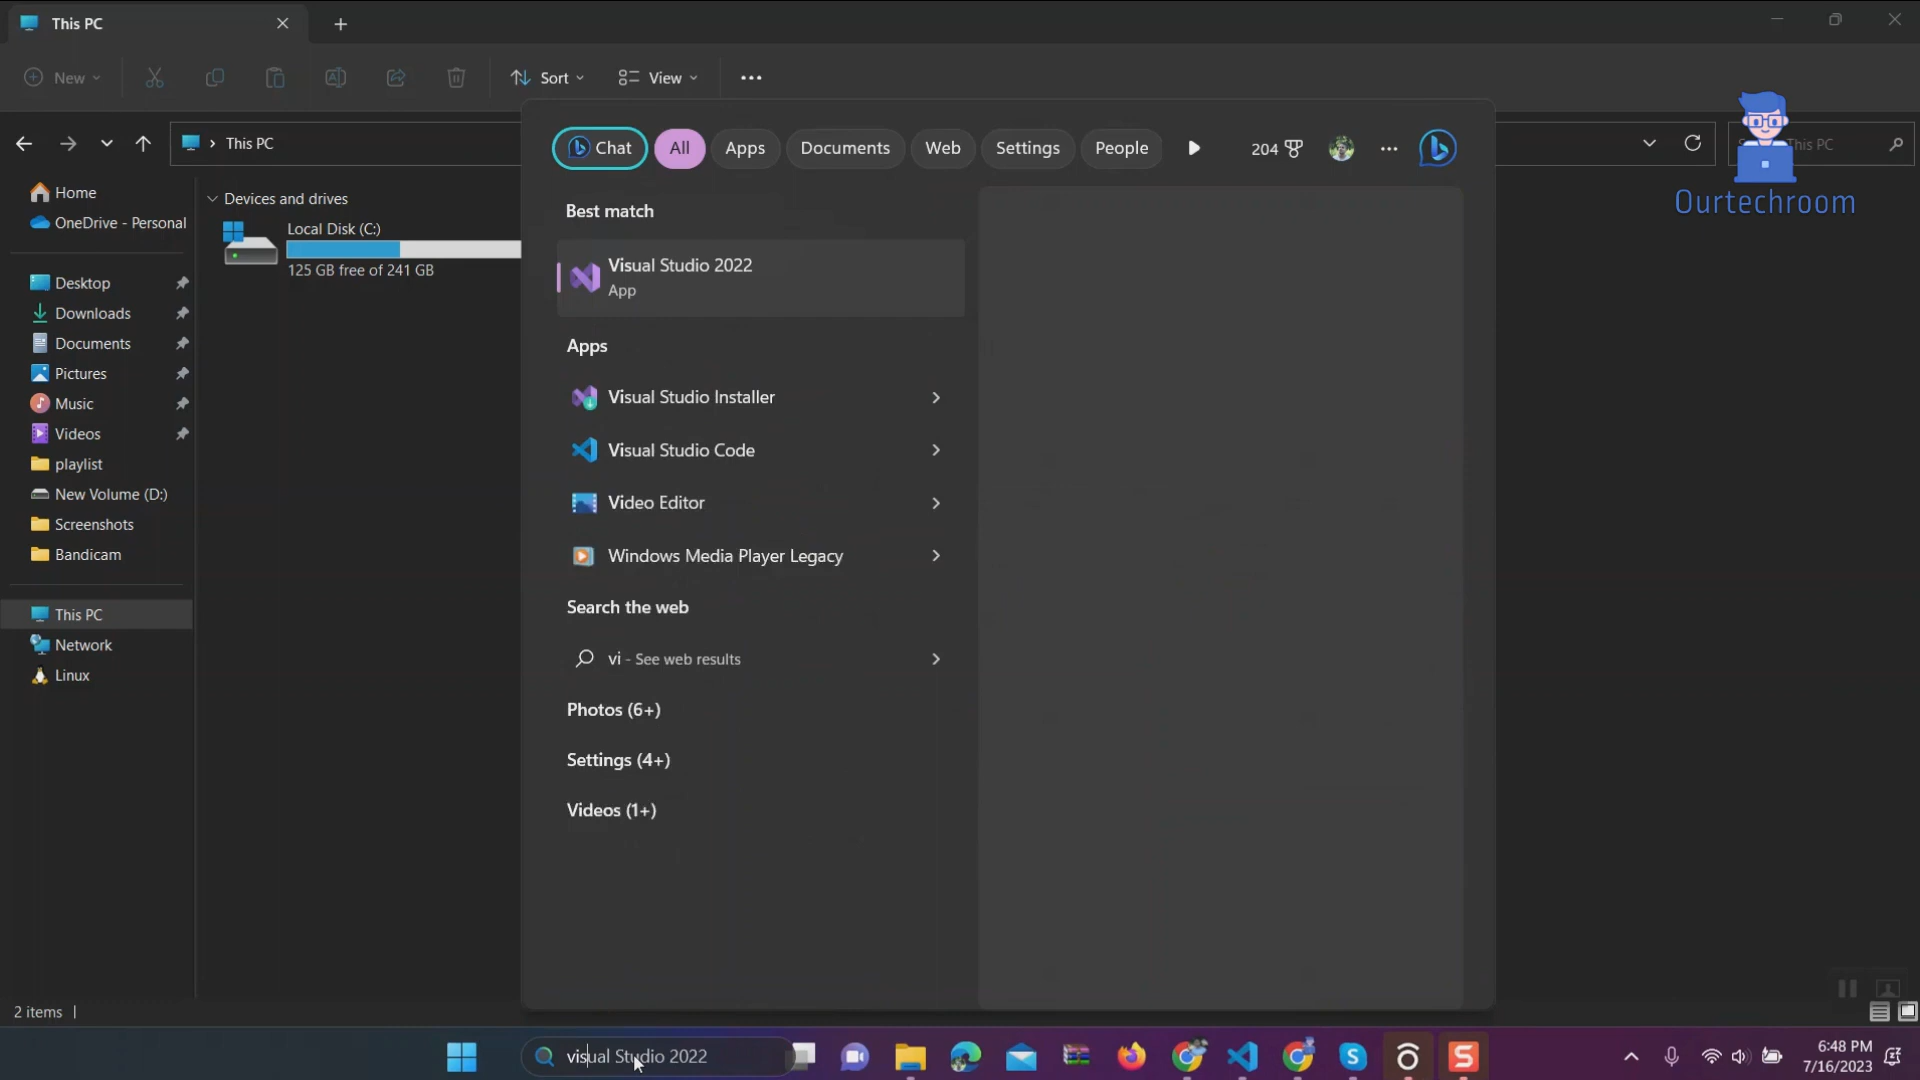 This PC
New
Sort
View
This PC
This PC
Home
OneDrive - Personal
Desktop
Downloads
Documents
Pictures
Music
Videos
playlist
New Volume (D:)
Screenshots
Bandicam
This PC
Network
Linux
Devices and drives
Local Disk (C:)
125 GB free of 241 GB
Chat
All
Apps
Documents
Web
Settings
People
204
Best match
Visual Studio 2022
App
Apps
Visual Studio Installer
Visual Studio Code
Video Editor
Windows Media Player Legacy
Search the web
vi - See web results
Photos (6+)
Settings (4+)
Videos (1+)
Ourtechroom
2 items
visual Studio 2022
6:48 PM
7/16/2023